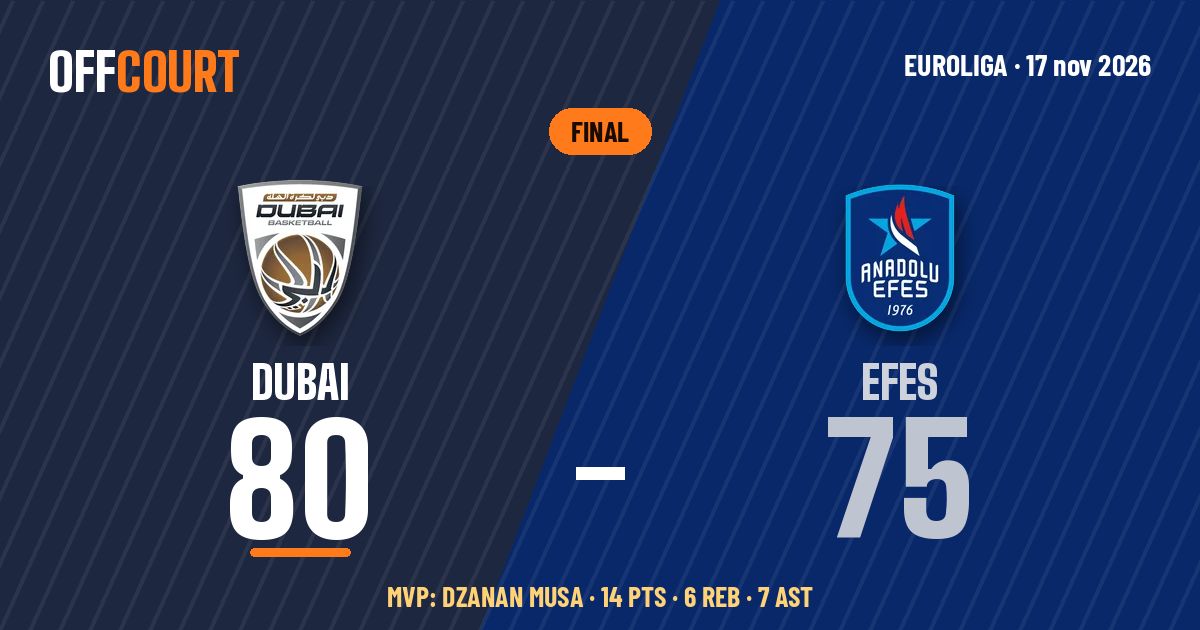 OFFCOURT
EUROLIGA · 17 nov 2026
FINAL
DUBAI
BASKETBALL
ANADOLU
EFES
1976
DUBAI
EFES
80
–
75
MVP: DZANAN MUSA · 14 PTS · 6 REB · 7 AST